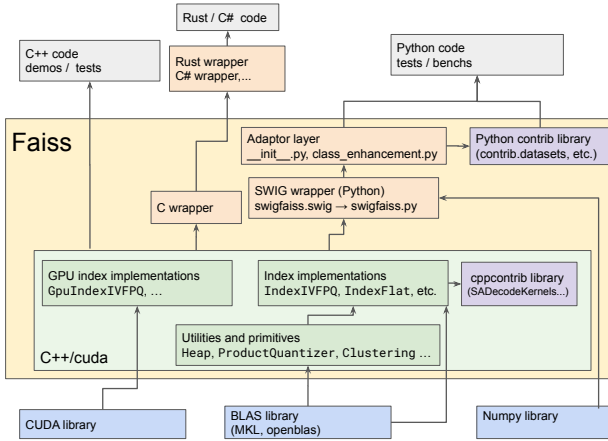 Rust / C# code
C++ code
demos / tests
Rust wrapper
C# wrapper,...
Python code
tests / benchs
Faiss
Adaptor layer
__init__.py, class_enhancement.py
Python contrib library
(contrib.datasets, etc.)
C wrapper
SWIG wrapper (Python)
swigfaiss.swig → swigfaiss.py
GPU index implementations
GpuIndexIVFPQ, …
Index implementations
IndexIVFPQ, IndexFlat, etc.
cppcontrib library
(SADecodeKernels...)
Utilities and primitives
Heap, ProductQuantizer, Clustering …
C++/cuda
CUDA library
BLAS library
(MKL, openblas)
Numpy library